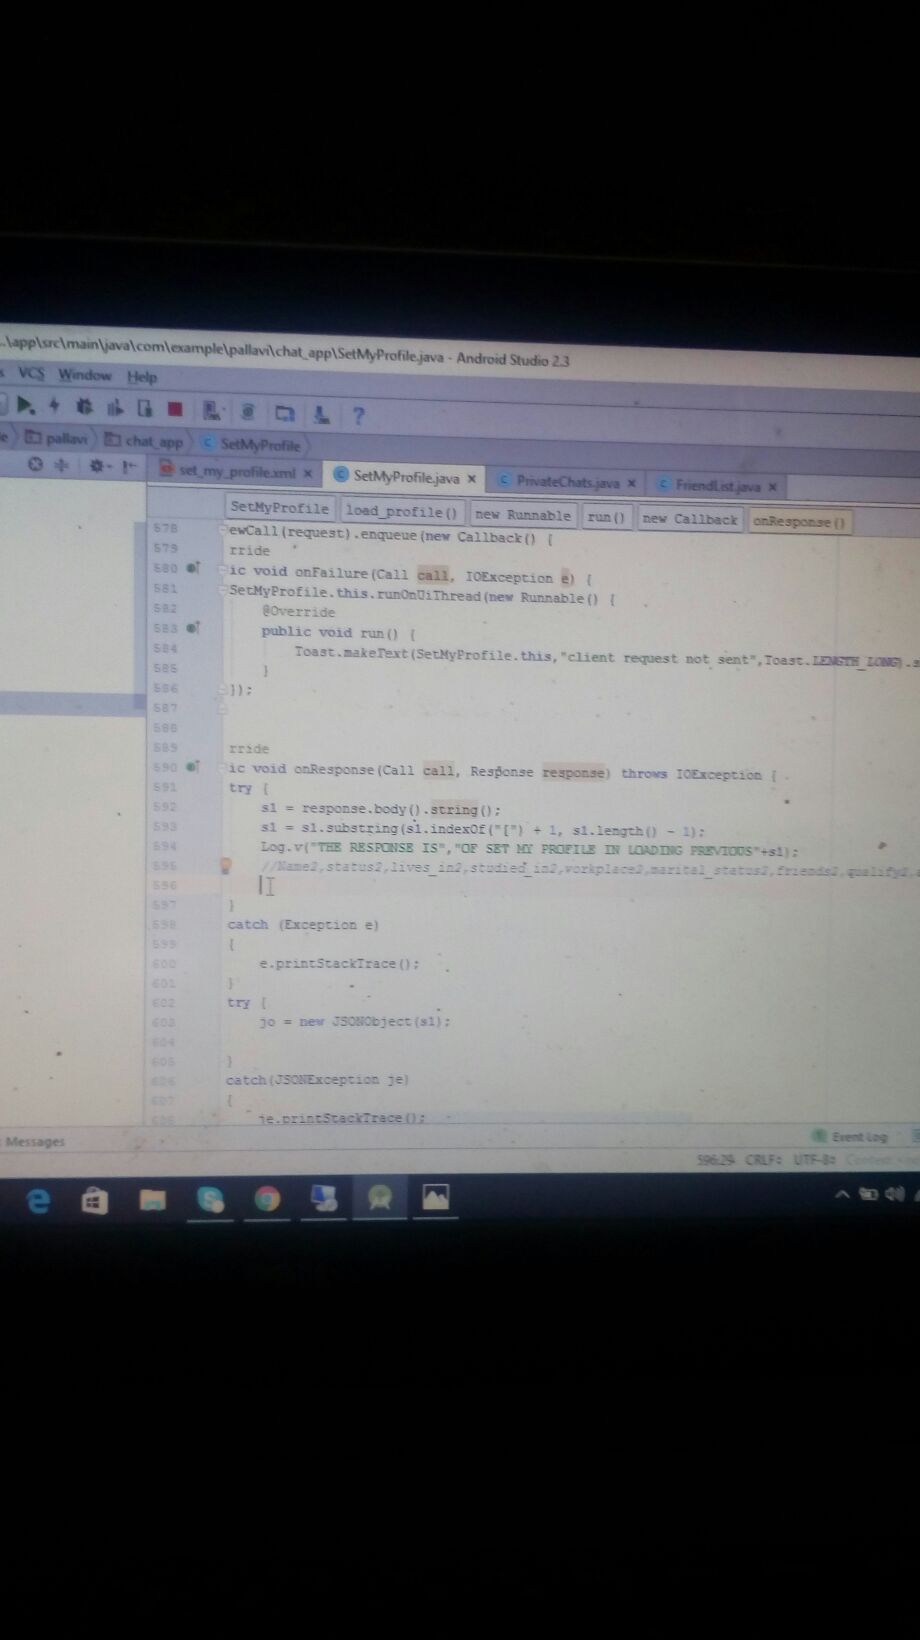 ..\app\src\main\java\com\example\pallavi\chat_app\SetMyProfile.java - Android Studio 2.3
VCS Window Help
pallavi chat_app SetMyProfile
set_my_profile.xml SetMyProfile.java PrivateChats.java FriendList.java
SetMyProfile load_profile() new Runnable run() new Callback onResponse()
578 ewCall(request).enqueue(new Callback() {
579 rride
580 ic void onFailure(Call call, IOException e) {
581 SetMyProfile.this.runOnUiThread(new Runnable() {
582 @Override
583 public void run() {
584 Toast.makeText(SetMyProfile.this,"client request not sent",Toast.LENGTH_LONG).s
585 }
586 });
587
588
589 rride
590 ic void onResponse(Call call, Response response) throws IOException {
591 try {
592 s1 = response.body().string();
593 s1 = s1.substring(s1.indexOf("[") + 1, s1.length() - 1);
594 Log.v("THE RESPONSE IS","OF SET MY PROFILE IN LOADING PREVIOUS"+s1);
595 //Name2,status2,lives_in2,studied_in2,workplace2,marital_status2,friends2,qualify2,
596
597 }
598 catch (Exception e)
599 {
600 e.printStackTrace();
601 }
602 try {
603 jo = new JSONObject(s1);
604
605 }
606 catch(JSONException je)
607 {
608 je.printStackTrace();
Messages Event Log
596:29 CRLF: UTF-8: